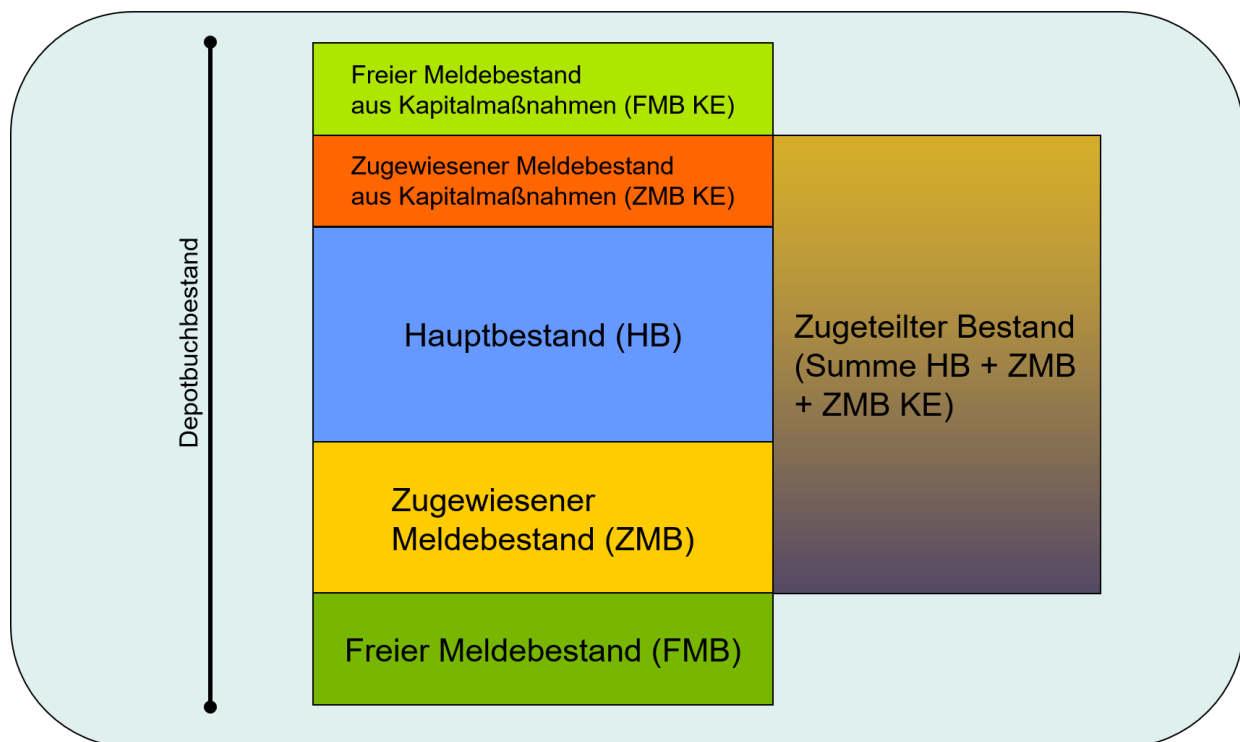 Depotbuchbestand
Freier Meldebestand
aus Kapitalmaßnahmen (FMB KE)
Zugewiesener Meldebestand
aus Kapitalmaßnahmen (ZMB KE)
Hauptbestand (HB)
Zugewiesener
Meldebestand (ZMB)
Freier Meldebestand (FMB)
Zugeteilter Bestand
(Summe HB + ZMB
+ ZMB KE)